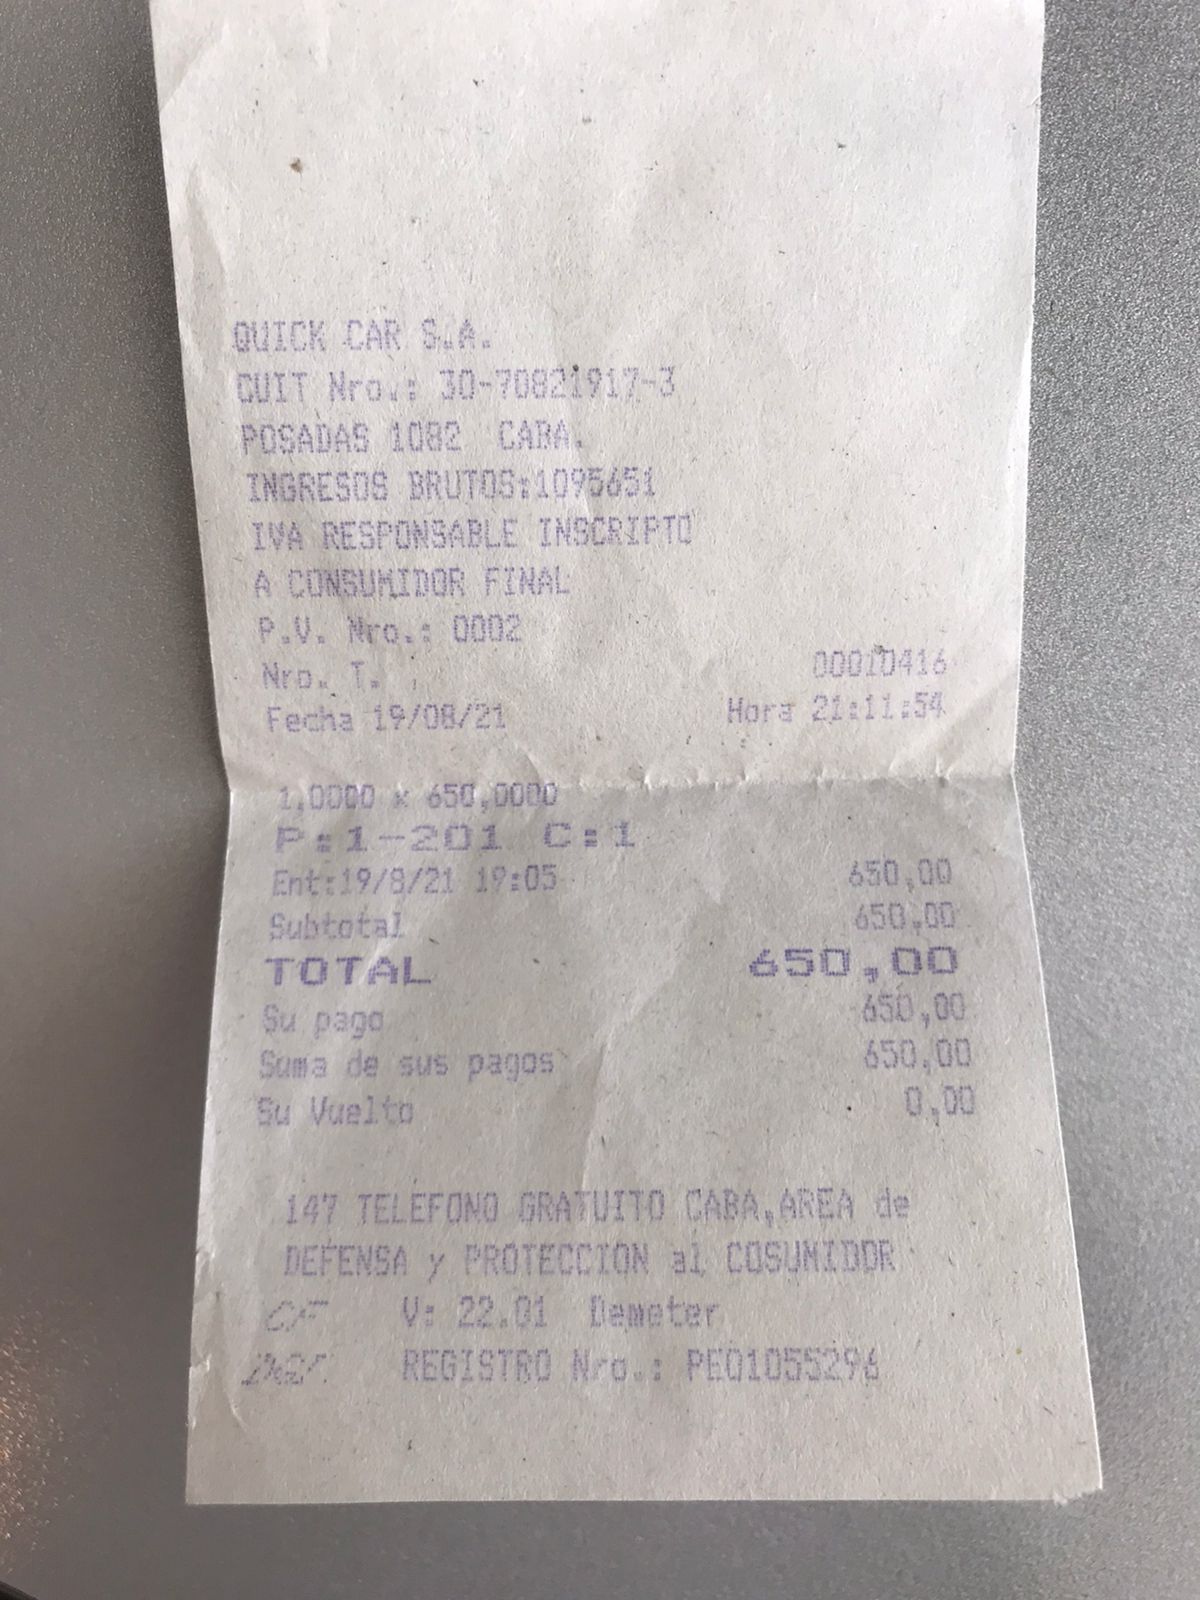 QUICK CAR S.A.
CUIT Nro.: 30-70821917-3
POSADAS 1082 CABA.
INGRESOS BRUTOS:1095651
IVA RESPONSABLE INSCRIPTO
A CONSUMIDOR FINAL
P.V. Nro.: 0002
Nro. T. 00010416
Fecha 19/08/21 Hora 21:11:54
1,0000 x 650,0000
P:1-201 C:1
Ent:19/8/21 19:05 650,00
Subtotal 650,00
TOTAL 650,00
Su pago 650,00
Suma de sus pagos 650,00
Su Vuelto 0,00
147 TELEFONO GRATUITO CABA,AREA de
DEFENSA y PROTECCION al COSUMIDOR
CF V: 22.01 Demeter
REGISTRO Nro.: PEO1055296